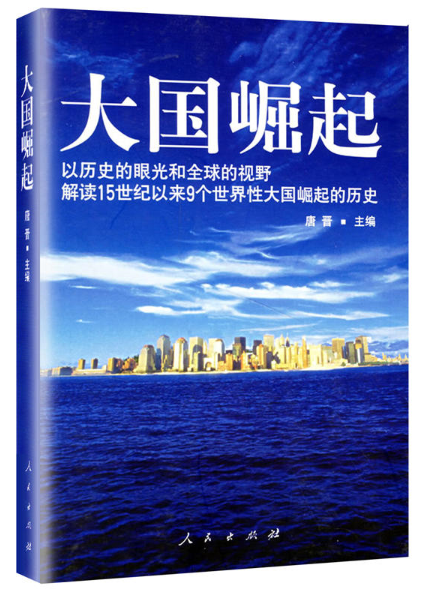 大国崛起
以历史的眼光和全球的视野
解读15世纪以来9个世界性大国崛起的历史
唐晋▪主编
人民出版社
大国崛起
唐晋▪主编
人民出版社